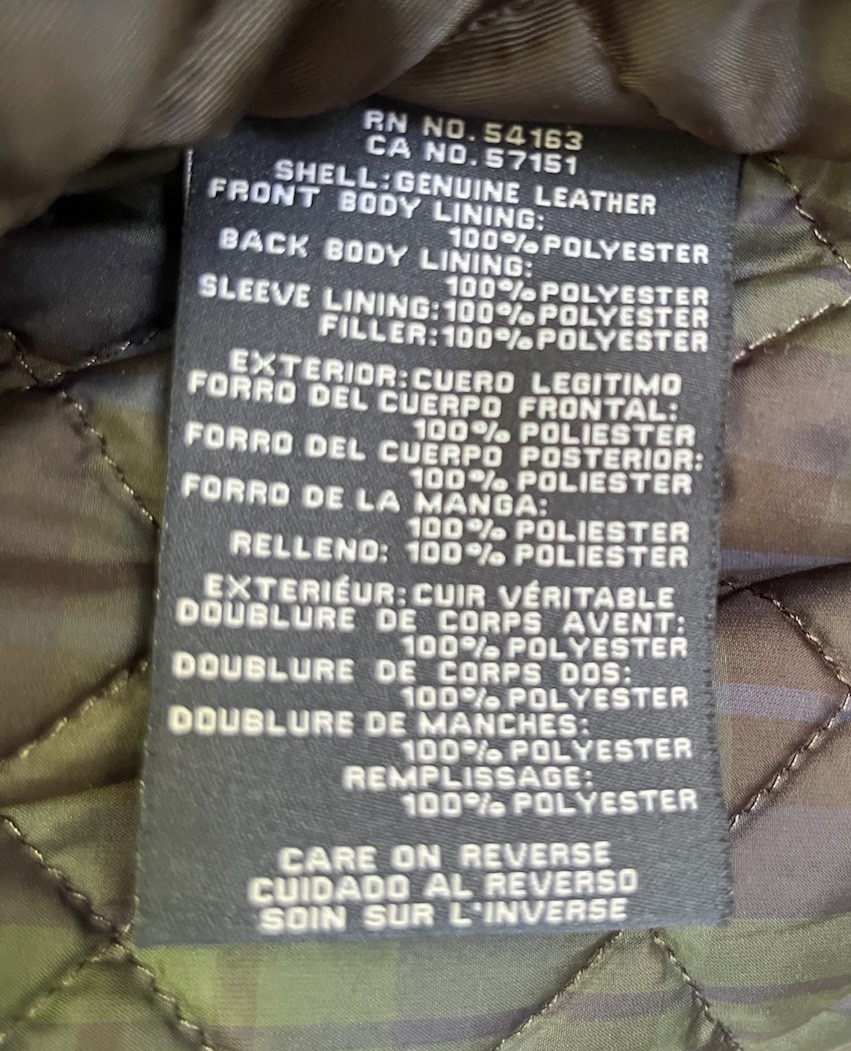 RN NO.54163
CA NO.57151
SHELL:GENUINE LEATHER
FRONT BODY LINING:
100%POLYESTER
BACK BODY LINING:
100%POLYESTER
SLEEVE LINING:100%POLYESTER
FILLER:100%POLYESTER
EXTERIOR:CUERO LEGITIMO
FORRO DEL CUERPO FRONTAL:
100% POLIESTER
FORRO DEL CUERPO POSTERIOR:
100% POLIESTER
FORRO DE LA MANGA:
100% POLIESTER
RELLENO: 100% POLIESTER
EXTERIÉUR:CUIR VÉRITABLE
DOUBLURE DE CORPS AVENT:
100% POLYESTER
DOUBLURE DE CORPS DOS:
100% POLYESTER
DOUBLURE DE MANCHES:
100% POLYESTER
REMPLISSAGE:
100% POLYESTER
CARE ON REVERSE
CUIDADO AL REVERSO
SOIN SUR L'INVERSE